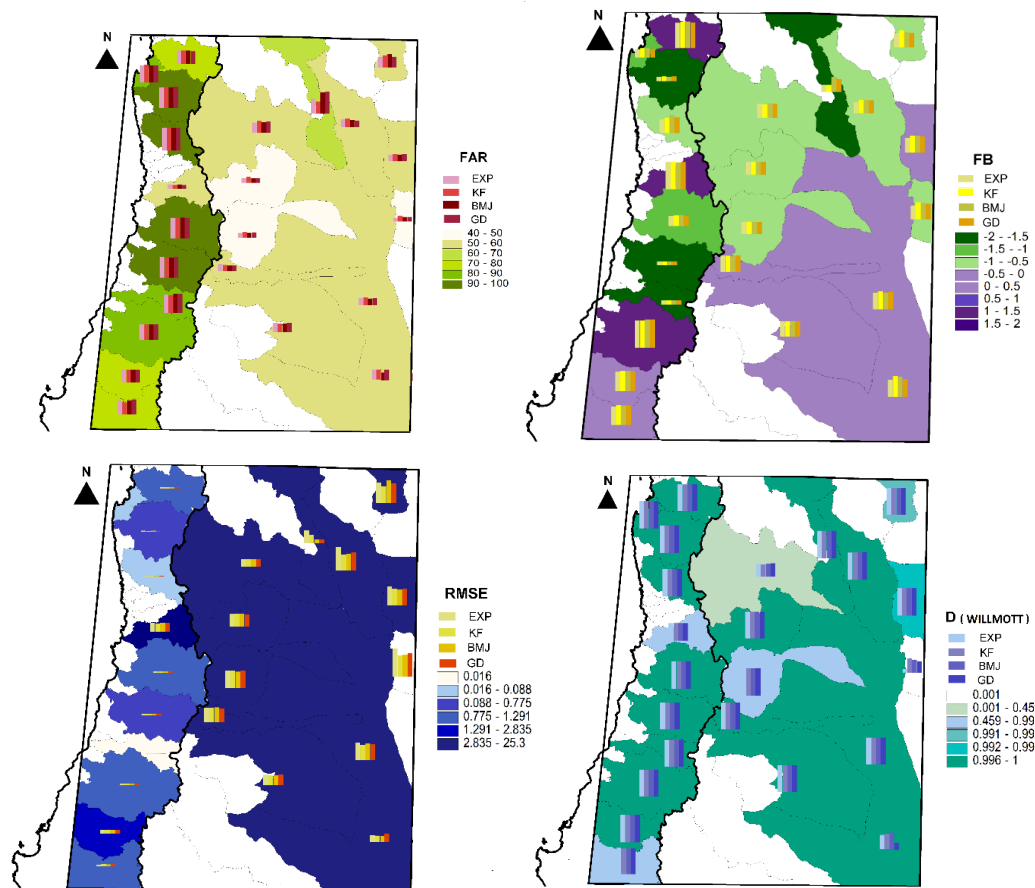 N
FAR
EXP
KF
BMJ
GD
40 - 50
50 - 60
60 - 70
70 - 80
80 - 90
90 - 100
N
FB
EXP
KF
BMJ
GD
-2 - -1.5
-1.5 - -1
-1 - -0.5
-0.5 - 0
0 - 0.5
0.5 - 1
1 - 1.5
1.5 - 2
N
RMSE
EXP
KF
BMJ
GD
0.016
0.016 - 0.088
0.088 - 0.775
0.775 - 1.291
1.291 - 2.835
2.835 - 25.3
N
D ( WILLMOTT)
EXP
KF
BMJ
GD
0.001
0.001 - 0.45
0.459 - 0.99
0.991 - 0.99
0.992 - 0.99
0.996 - 1